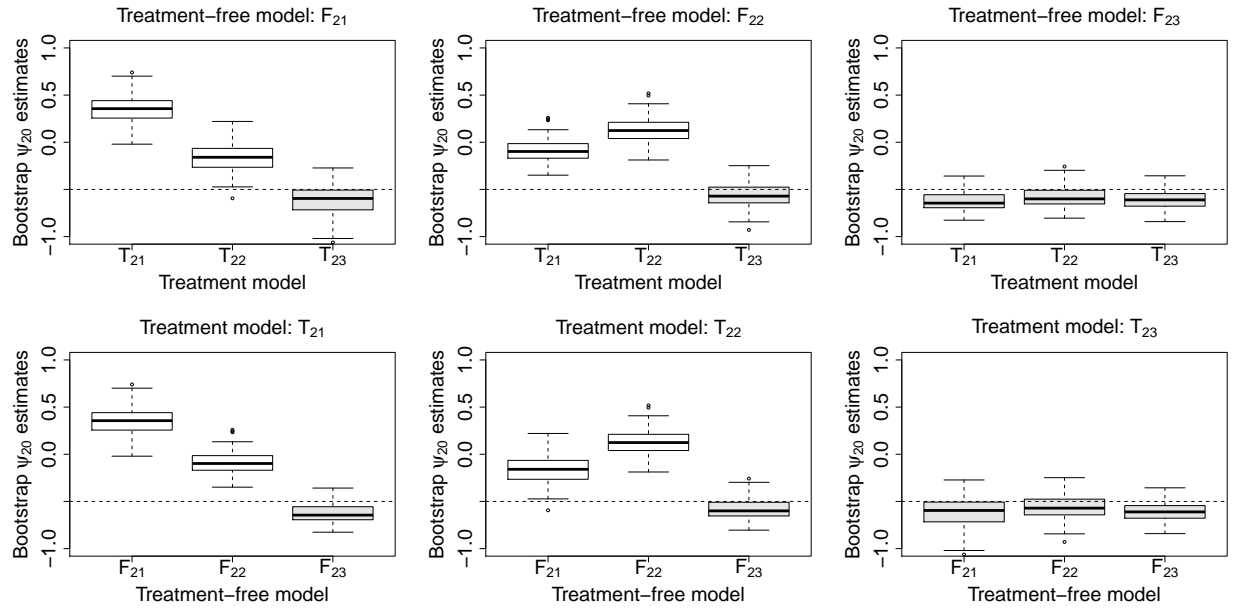 Treatment−free model: F₂₁
Bootstrap ψ₂₀ estimates
1.0
0.5
0.0
−1.0
T₂₁ T₂₂ T₂₃
Treatment model
Treatment−free model: F₂₂
Bootstrap ψ₂₀ estimates
1.0
0.5
0.0
−1.0
T₂₁ T₂₂ T₂₃
Treatment model
Treatment−free model: F₂₃
Bootstrap ψ₂₀ estimates
1.0
0.5
0.0
−1.0
T₂₁ T₂₂ T₂₃
Treatment model
Treatment model: T₂₁
Bootstrap ψ₂₀ estimates
1.0
0.5
0.0
−1.0
F₂₁ F₂₂ F₂₃
Treatment−free model
Treatment model: T₂₂
Bootstrap ψ₂₀ estimates
1.0
0.5
0.0
−1.0
F₂₁ F₂₂ F₂₃
Treatment−free model
Treatment model: T₂₃
Bootstrap ψ₂₀ estimates
1.0
0.5
0.0
−1.0
F₂₁ F₂₂ F₂₃
Treatment−free model